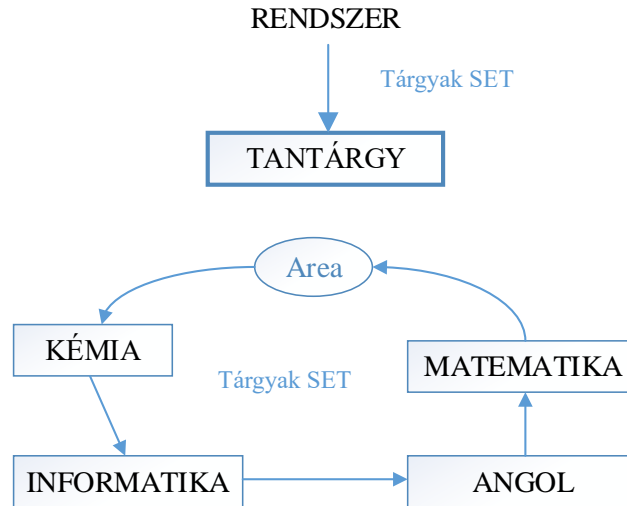 RENDSZER
Tárgyak SET
TANTÁRGY
Area
KÉMIA
MATEMATIKA
Tárgyak SET
INFORMATIKA
ANGOL